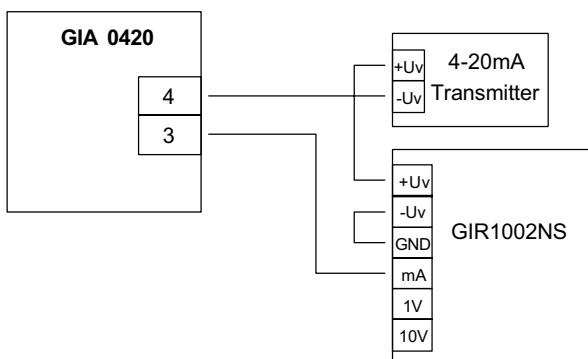 GIA 0420
4
3
+Uv
-Uv
4-20mA
Transmitter
+Uv
-Uv
GND
mA
1V
10V
GIR1002NS